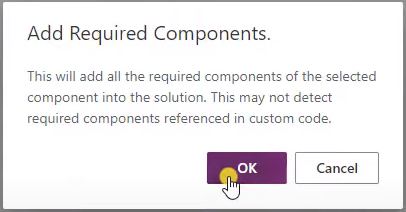 Add Required Components.
This will add all the required components of the selected
component into the solution. This may not detect
required components referenced in custom code.
OK
Cancel